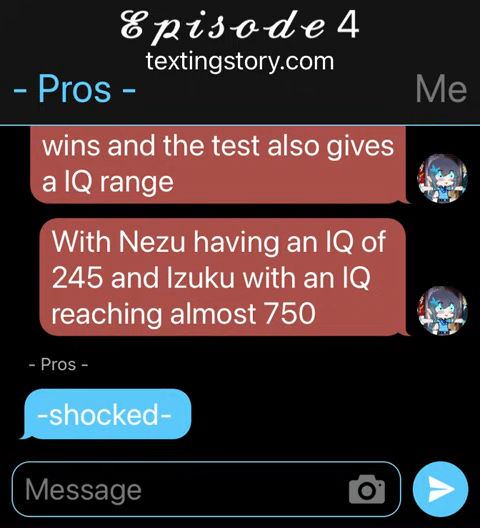 Episode 4
textingstory.com
- Pros -
Me
wins and the test also gives
a IQ range
With Nezu having an IQ of
245 and Izuku with an IQ
reaching almost 750
- Pros -
-shocked-
Message